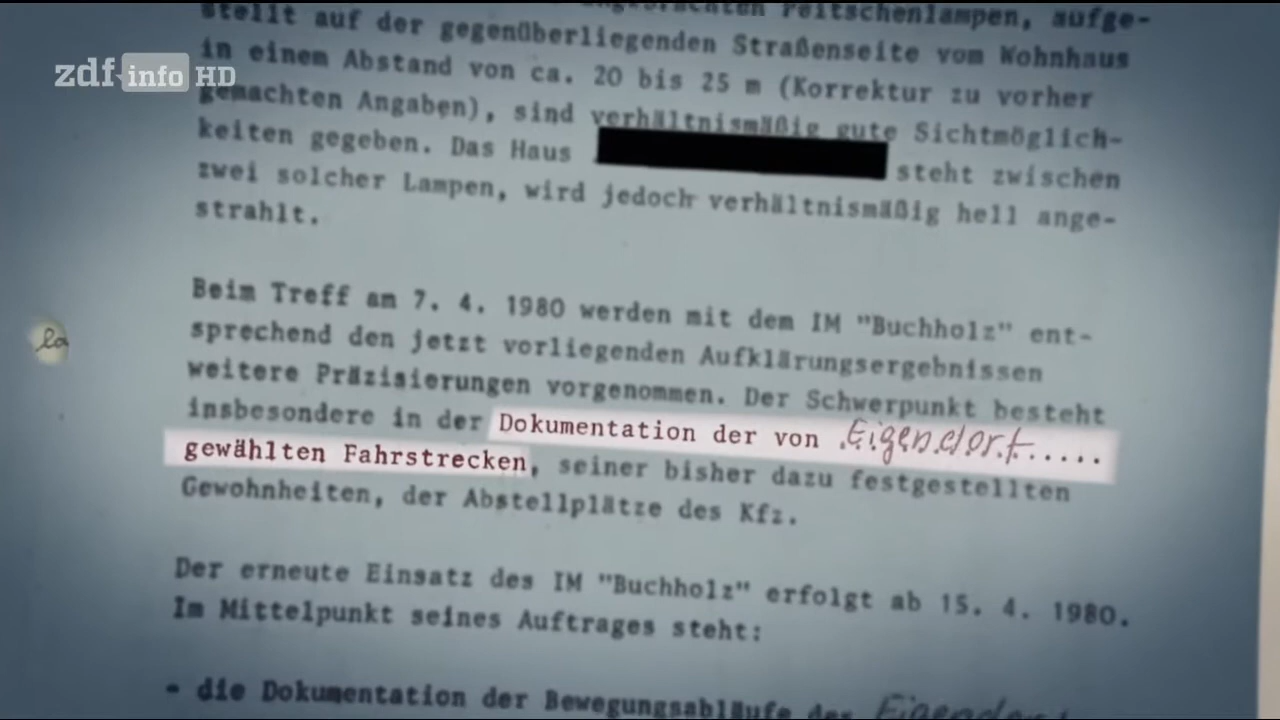 zdf info HD
Peitschenlampen, aufge-
stellt auf der gegenüberliegenden Straßenseite vom Wohnhaus
in einem Abstand von ca. 20 bis 25 m (Korrektur zu vorher
gemachten Angaben), sind verhältnismäßig gute Sichtmöglich-
keiten gegeben. Das Haus steht zwischen
zwei solcher Lampen, wird jedoch verhältnismäßig hell ange-
strahlt.
Beim Treff am 7. 4. 1980 werden mit dem IM "Buchholz" ent-
sprechend den jetzt vorliegenden Aufklärungsergebnissen
weitere Präzisierungen vorgenommen. Der Schwerpunkt besteht
insbesondere in der Dokumentation der von Eigendorf.....
gewählten Fahrstrecken, seiner bisher dazu festgestellten
Gewohnheiten, der Abstellplätze des Kfz.
Der erneute Einsatz des IM "Buchholz" erfolgt ab 15. 4. 1980.
Im Mittelpunkt seines Auftrages steht:
- die Dokumentation der Bewegungsabläufe des Eigendorf